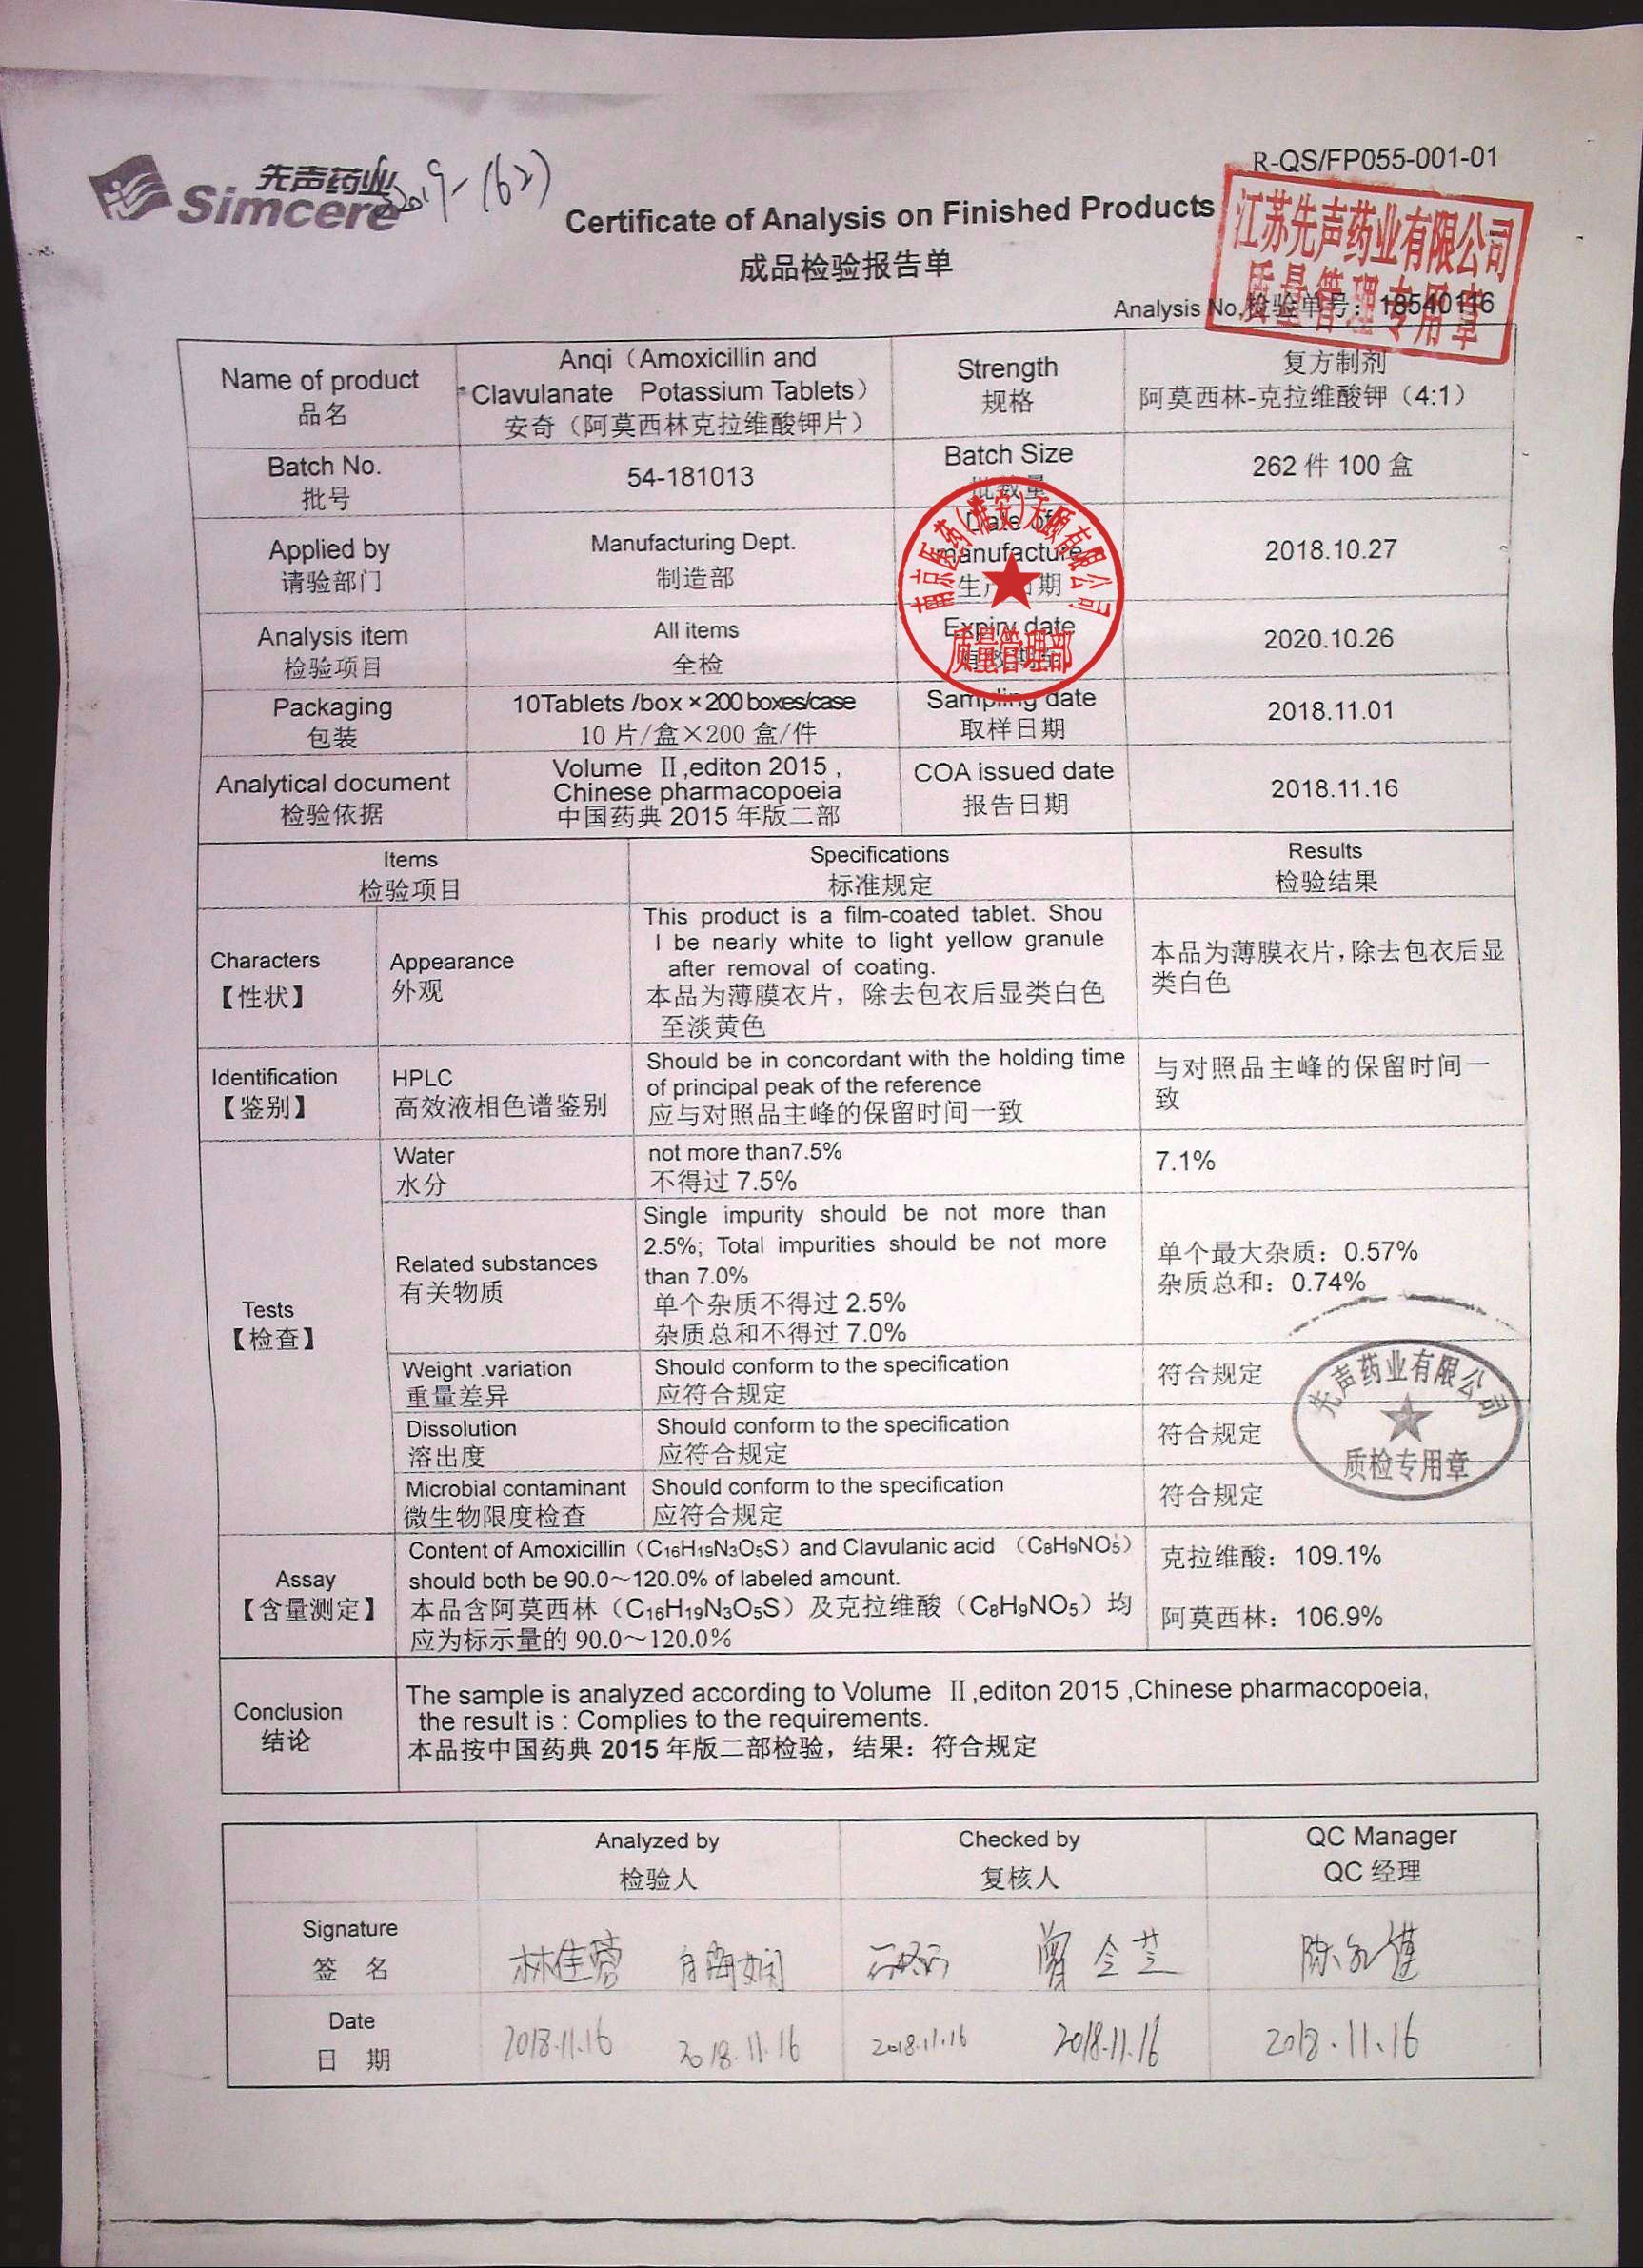 R-QS/FP055-001-01
先声药业
Simcere
2019-(62)
Certificate of Analysis on Finished Products
成品检验报告单
江苏先声药业有限公司
质量管理专用章
Analysis No.检验单号：18540116
Name of product
品名
Anqi（Amoxicillin and
Clavulanate Potassium Tablets）
安奇（阿莫西林克拉维酸钾片）
Strength
规格
复方制剂
阿莫西林-克拉维酸钾（4:1）
Batch No.
批号
54-181013
Batch Size
批数量
262 件 100 盒
Applied by
请验部门
Manufacturing Dept.
制造部
Date of
manufacture
生产日期
2018.10.27
南京医药(淮安)天颐有限公司
质量管理部
Analysis item
检验项目
All items
全检
Expiry date
2020.10.26
Packaging
包装
10Tablets /box×200 boxes/case
10 片/盒×200 盒/件
Sampling date
取样日期
2018.11.01
Analytical document
检验依据
Volume Ⅱ,editon 2015 ,
Chinese pharmacopoeia
中国药典 2015 年版二部
COA issued date
报告日期
2018.11.16
Items
检验项目
Specifications
标准规定
Results
检验结果
Characters
【性状】
Appearance
外观
This product is a film-coated tablet. Shou
l be nearly white to light yellow granule
after removal of coating.
本品为薄膜衣片，除去包衣后显类白色
至淡黄色
本品为薄膜衣片，除去包衣后显
类白色
Identification
【鉴别】
HPLC
高效液相色谱鉴别
Should be in concordant with the holding time
of principal peak of the reference
应与对照品主峰的保留时间一致
与对照品主峰的保留时间一
致
Tests
【检查】
Water
水分
not more than7.5%
不得过 7.5%
7.1%
Related substances
有关物质
Single impurity should be not more than
2.5%; Total impurities should be not more
than 7.0%
单个杂质不得过 2.5%
杂质总和不得过 7.0%
单个最大杂质：0.57%
杂质总和：0.74%
Weight .variation
重量差异
Should conform to the specification
应符合规定
符合规定
Dissolution
溶出度
Should conform to the specification
应符合规定
符合规定
Microbial contaminant
微生物限度检查
Should conform to the specification
应符合规定
符合规定
先声药业有限公司
质检专用章
Assay
【含量测定】
Content of Amoxicillin（C16H19N3O5S）and Clavulanic acid （C8H9NO5）
should both be 90.0～120.0% of labeled amount.
本品含阿莫西林（C16H19N3O5S）及克拉维酸（C8H9NO5）均
应为标示量的 90.0～120.0%
克拉维酸：109.1%
阿莫西林：106.9%
Conclusion
结论
The sample is analyzed according to Volume Ⅱ,editon 2015 ,Chinese pharmacopoeia,
the result is : Complies to the requirements.
本品按中国药典 2015 年版二部检验，结果：符合规定
Analyzed by
检验人
Checked by
复核人
QC Manager
QC 经理
Signature
签 名
林佳蓉
Date
日 期
2018.11.16
2018.11.16
2018.11.16
2018.11.16
2018.11.16